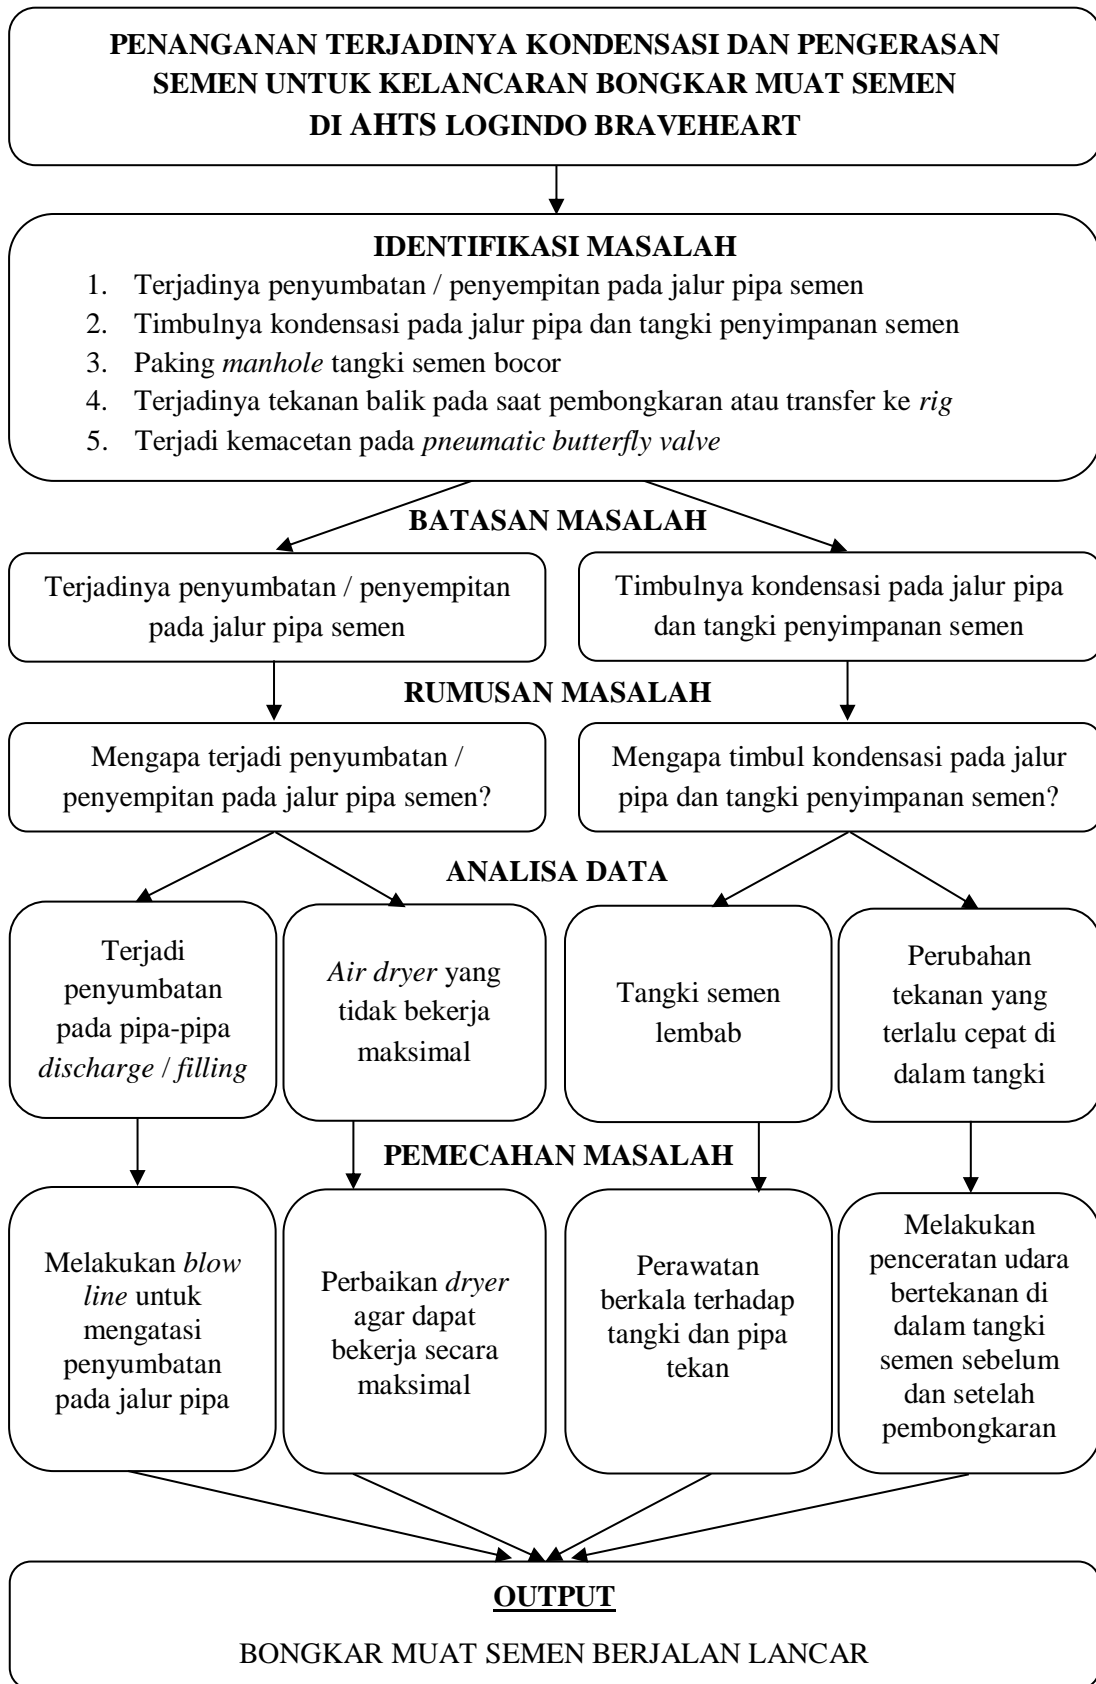 PENANGANAN TERJADINYA KONDENSASI DAN PENGERASAN
SEMEN UNTUK KELANCARAN BONGKAR MUAT SEMEN
DI AHTS LOGINDO BRAVEHEART
IDENTIFIKASI MASALAH
1. Terjadinya penyumbatan / penyempitan pada jalur pipa semen
2. Timbulnya kondensasi pada jalur pipa dan tangki penyimpanan semen
3. Paking manhole tangki semen bocor
4. Terjadinya tekanan balik pada saat pembongkaran atau transfer ke rig
5. Terjadi kemacetan pada pneumatic butterfly valve
BATASAN MASALAH
Terjadinya penyumbatan / penyempitan
pada jalur pipa semen
Timbulnya kondensasi pada jalur pipa
dan tangki penyimpanan semen
RUMUSAN MASALAH
Mengapa terjadi penyumbatan /
penyempitan pada jalur pipa semen?
Mengapa timbul kondensasi pada jalur
pipa dan tangki penyimpanan semen?
ANALISA DATA
Terjadi
penyumbatan
pada pipa-pipa
discharge / filling
Air dryer yang
tidak bekerja
maksimal
Tangki semen
lembab
Perubahan
tekanan yang
terlalu cepat di
dalam tangki
PEMECAHAN MASALAH
Melakukan blow
line untuk
mengatasi
penyumbatan
pada jalur pipa
Perbaikan dryer
agar dapat
bekerja secara
maksimal
Perawatan
berkala terhadap
tangki dan pipa
tekan
Melakukan
penceratan udara
bertekanan di
dalam tangki
semen sebelum
dan setelah
pembongkaran
OUTPUT
BONGKAR MUAT SEMEN BERJALAN LANCAR